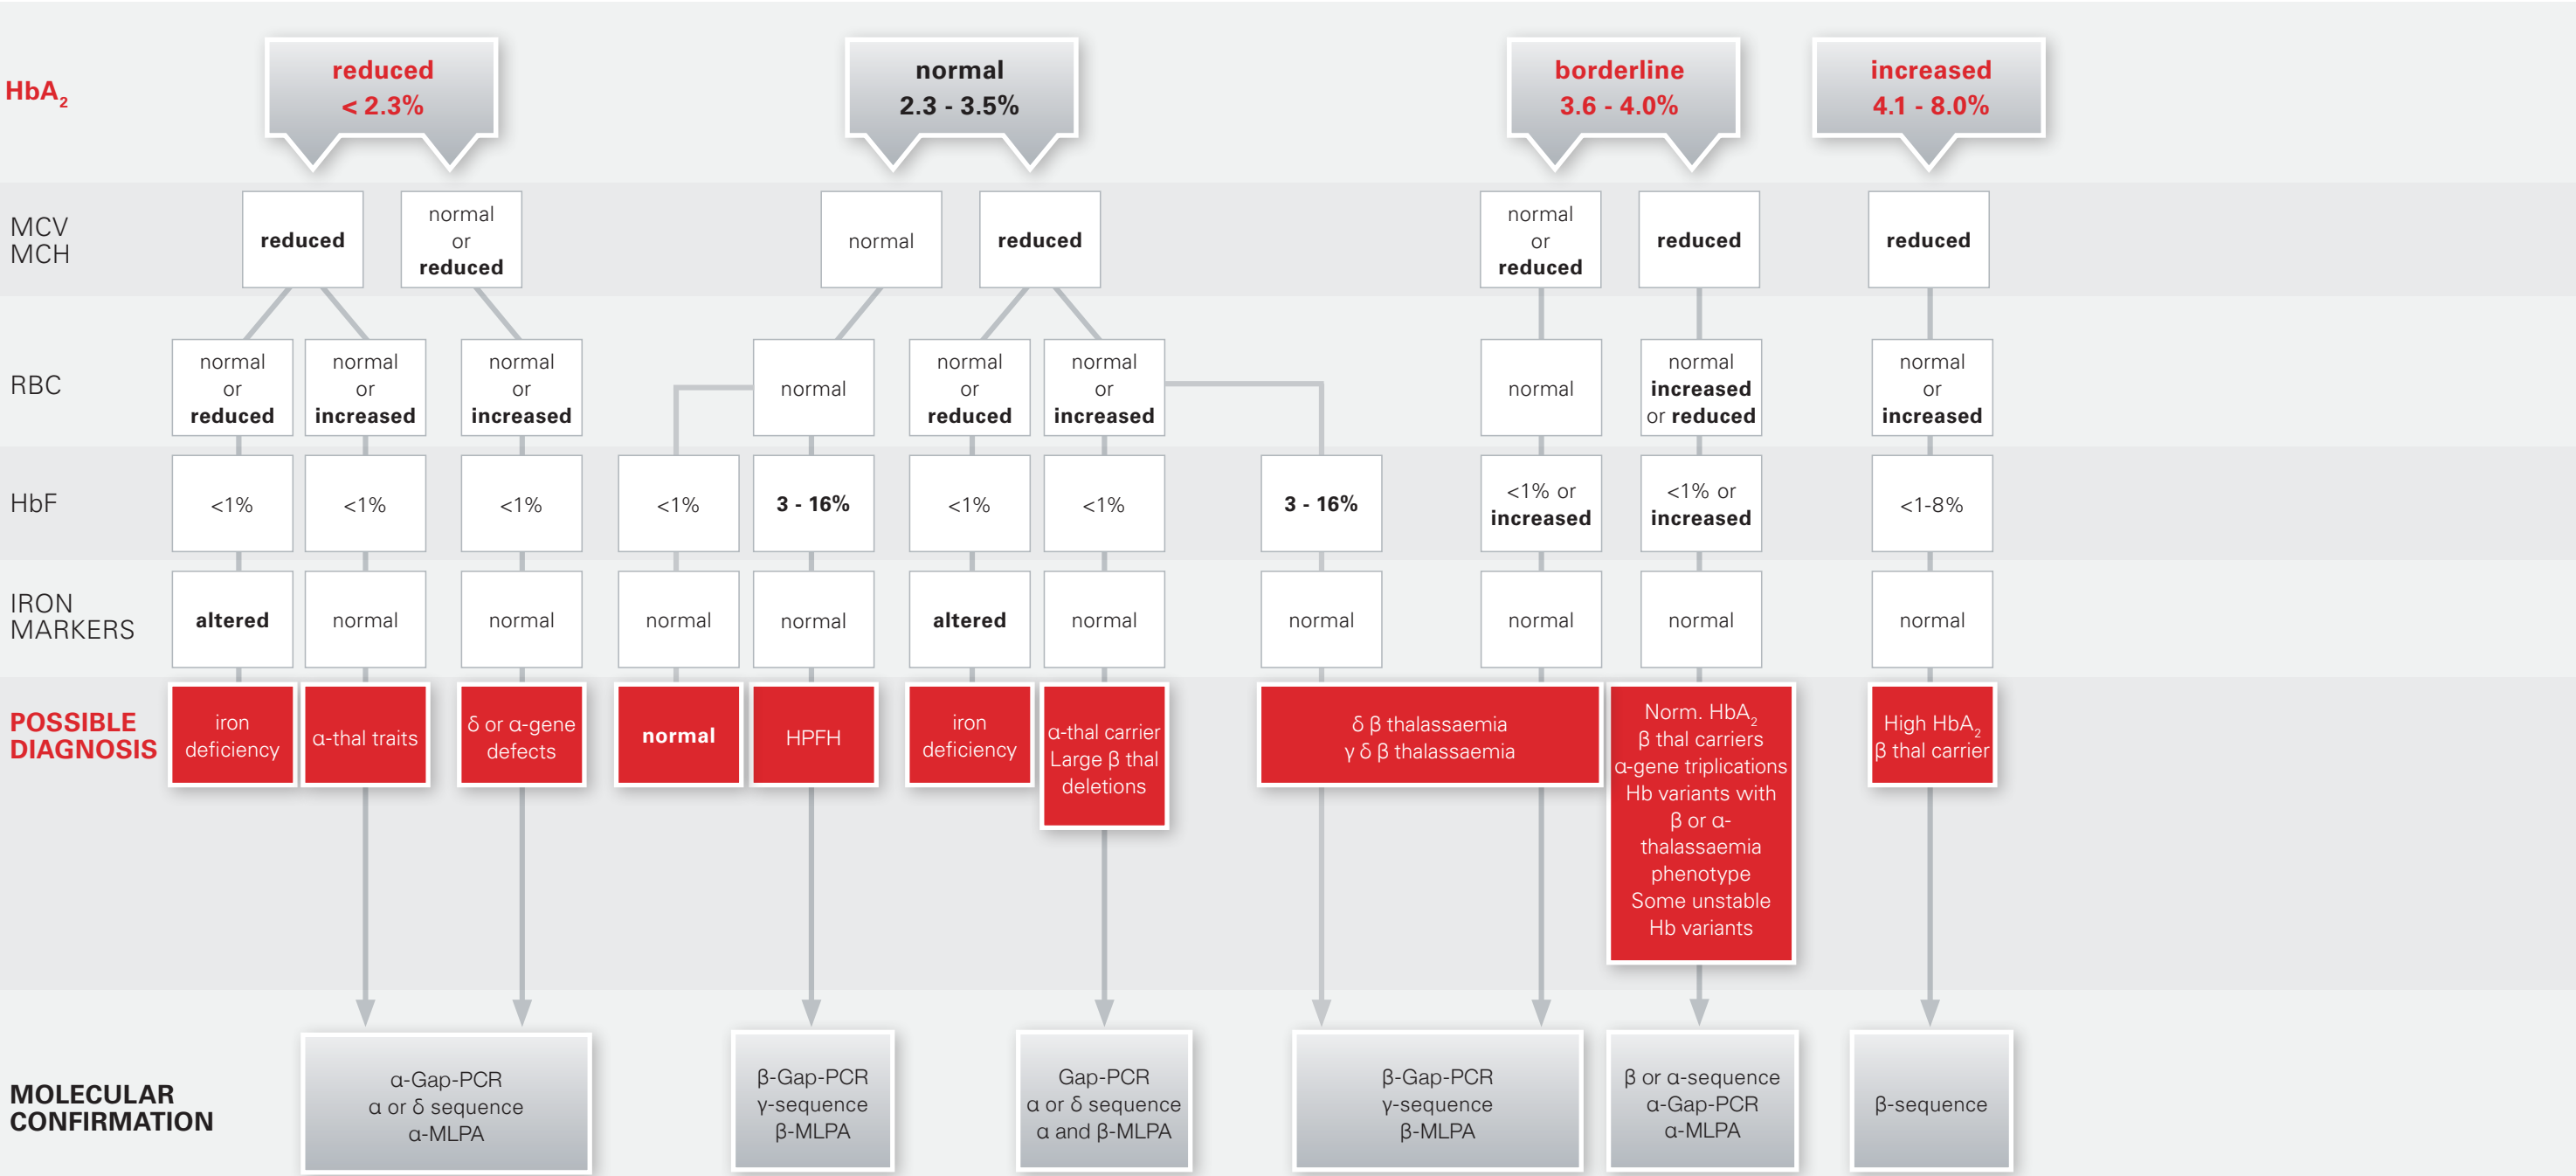 HbA2
reduced
< 2.3%
normal
2.3 - 3.5%
borderline
3.6 - 4.0%
increased
4.1 - 8.0%
MCV
MCH
reduced
normal
or
reduced
normal
reduced
normal
or
reduced
reduced
reduced
RBC
normal
or
reduced
normal
or
increased
normal
or
increased
normal
normal
or
reduced
normal
or
increased
normal
normal
increased
or reduced
normal
or
increased
HbF
<1%
<1%
<1%
<1%
3 - 16%
<1%
<1%
3 - 16%
<1% or
increased
<1% or
increased
<1-8%
IRON
MARKERS
altered
normal
normal
normal
normal
altered
normal
normal
normal
normal
normal
POSSIBLE
DIAGNOSIS
iron
deficiency
α-thal traits
δ or α-gene
defects
normal
HPFH
iron
deficiency
α-thal carrier
Large β thal
deletions
δ β thalassaemia
γ δ β thalassaemia
Norm. HbA2
β thal carriers
α-gene triplications
Hb variants with
β or α-
thalassaemia
phenotype
Some unstable
Hb variants
High HbA2
β thal carrier
MOLECULAR
CONFIRMATION
α-Gap-PCR
α or δ sequence
α-MLPA
β-Gap-PCR
γ-sequence
β-MLPA
Gap-PCR
α or δ sequence
α and β-MLPA
β-Gap-PCR
γ-sequence
β-MLPA
β or α-sequence
α-Gap-PCR
α-MLPA
β-sequence